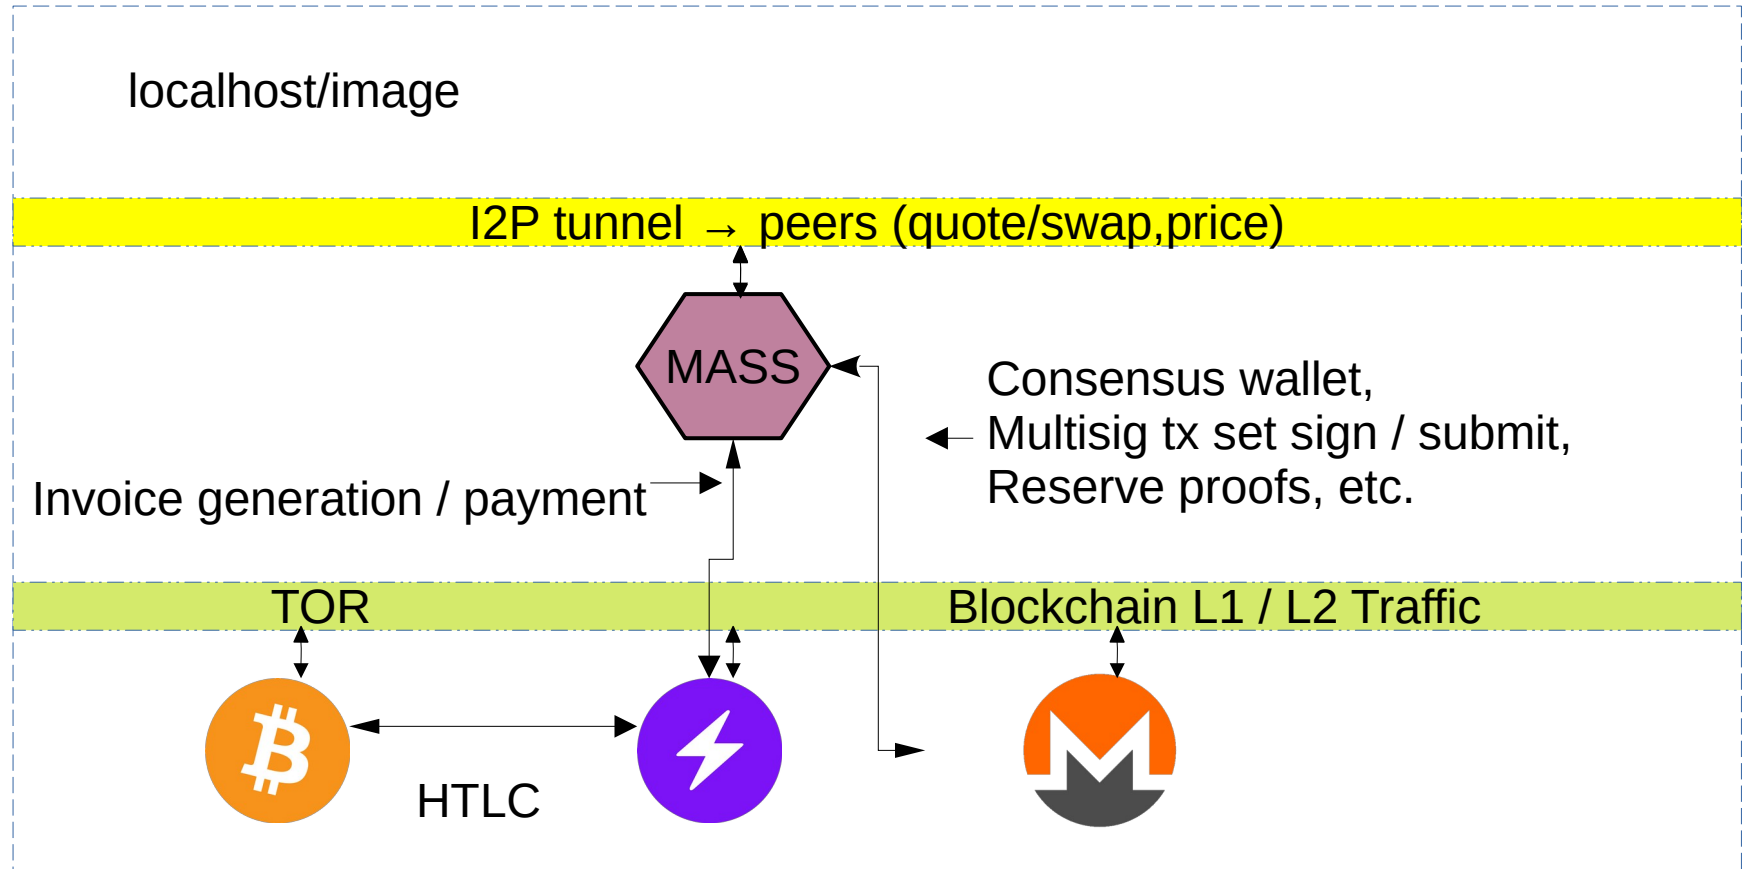 localhost/image
I2P tunnel → peers (quote/swap,price)
MASS
Consensus wallet,
Multisig tx set sign / submit,
Reserve proofs, etc.
Invoice generation / payment
TOR
Blockchain L1 / L2 Traffic
HTLC